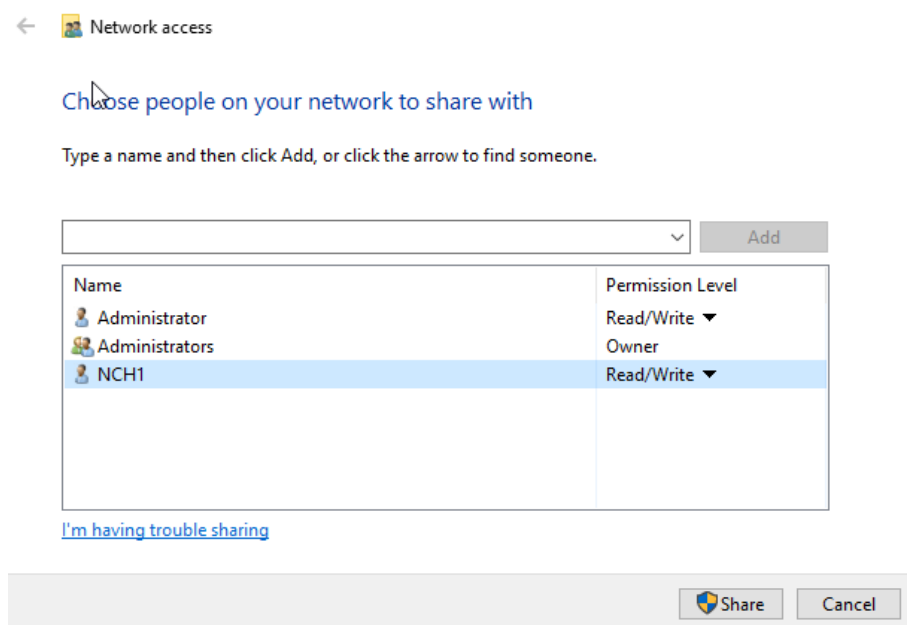 Network access
Choose people on your network to share with
Type a name and then click Add, or click the arrow to find someone.
Add
Name Permission Level
Administrator Read/Write
Administrators Owner
NCH1 Read/Write
I'm having trouble sharing
Share Cancel